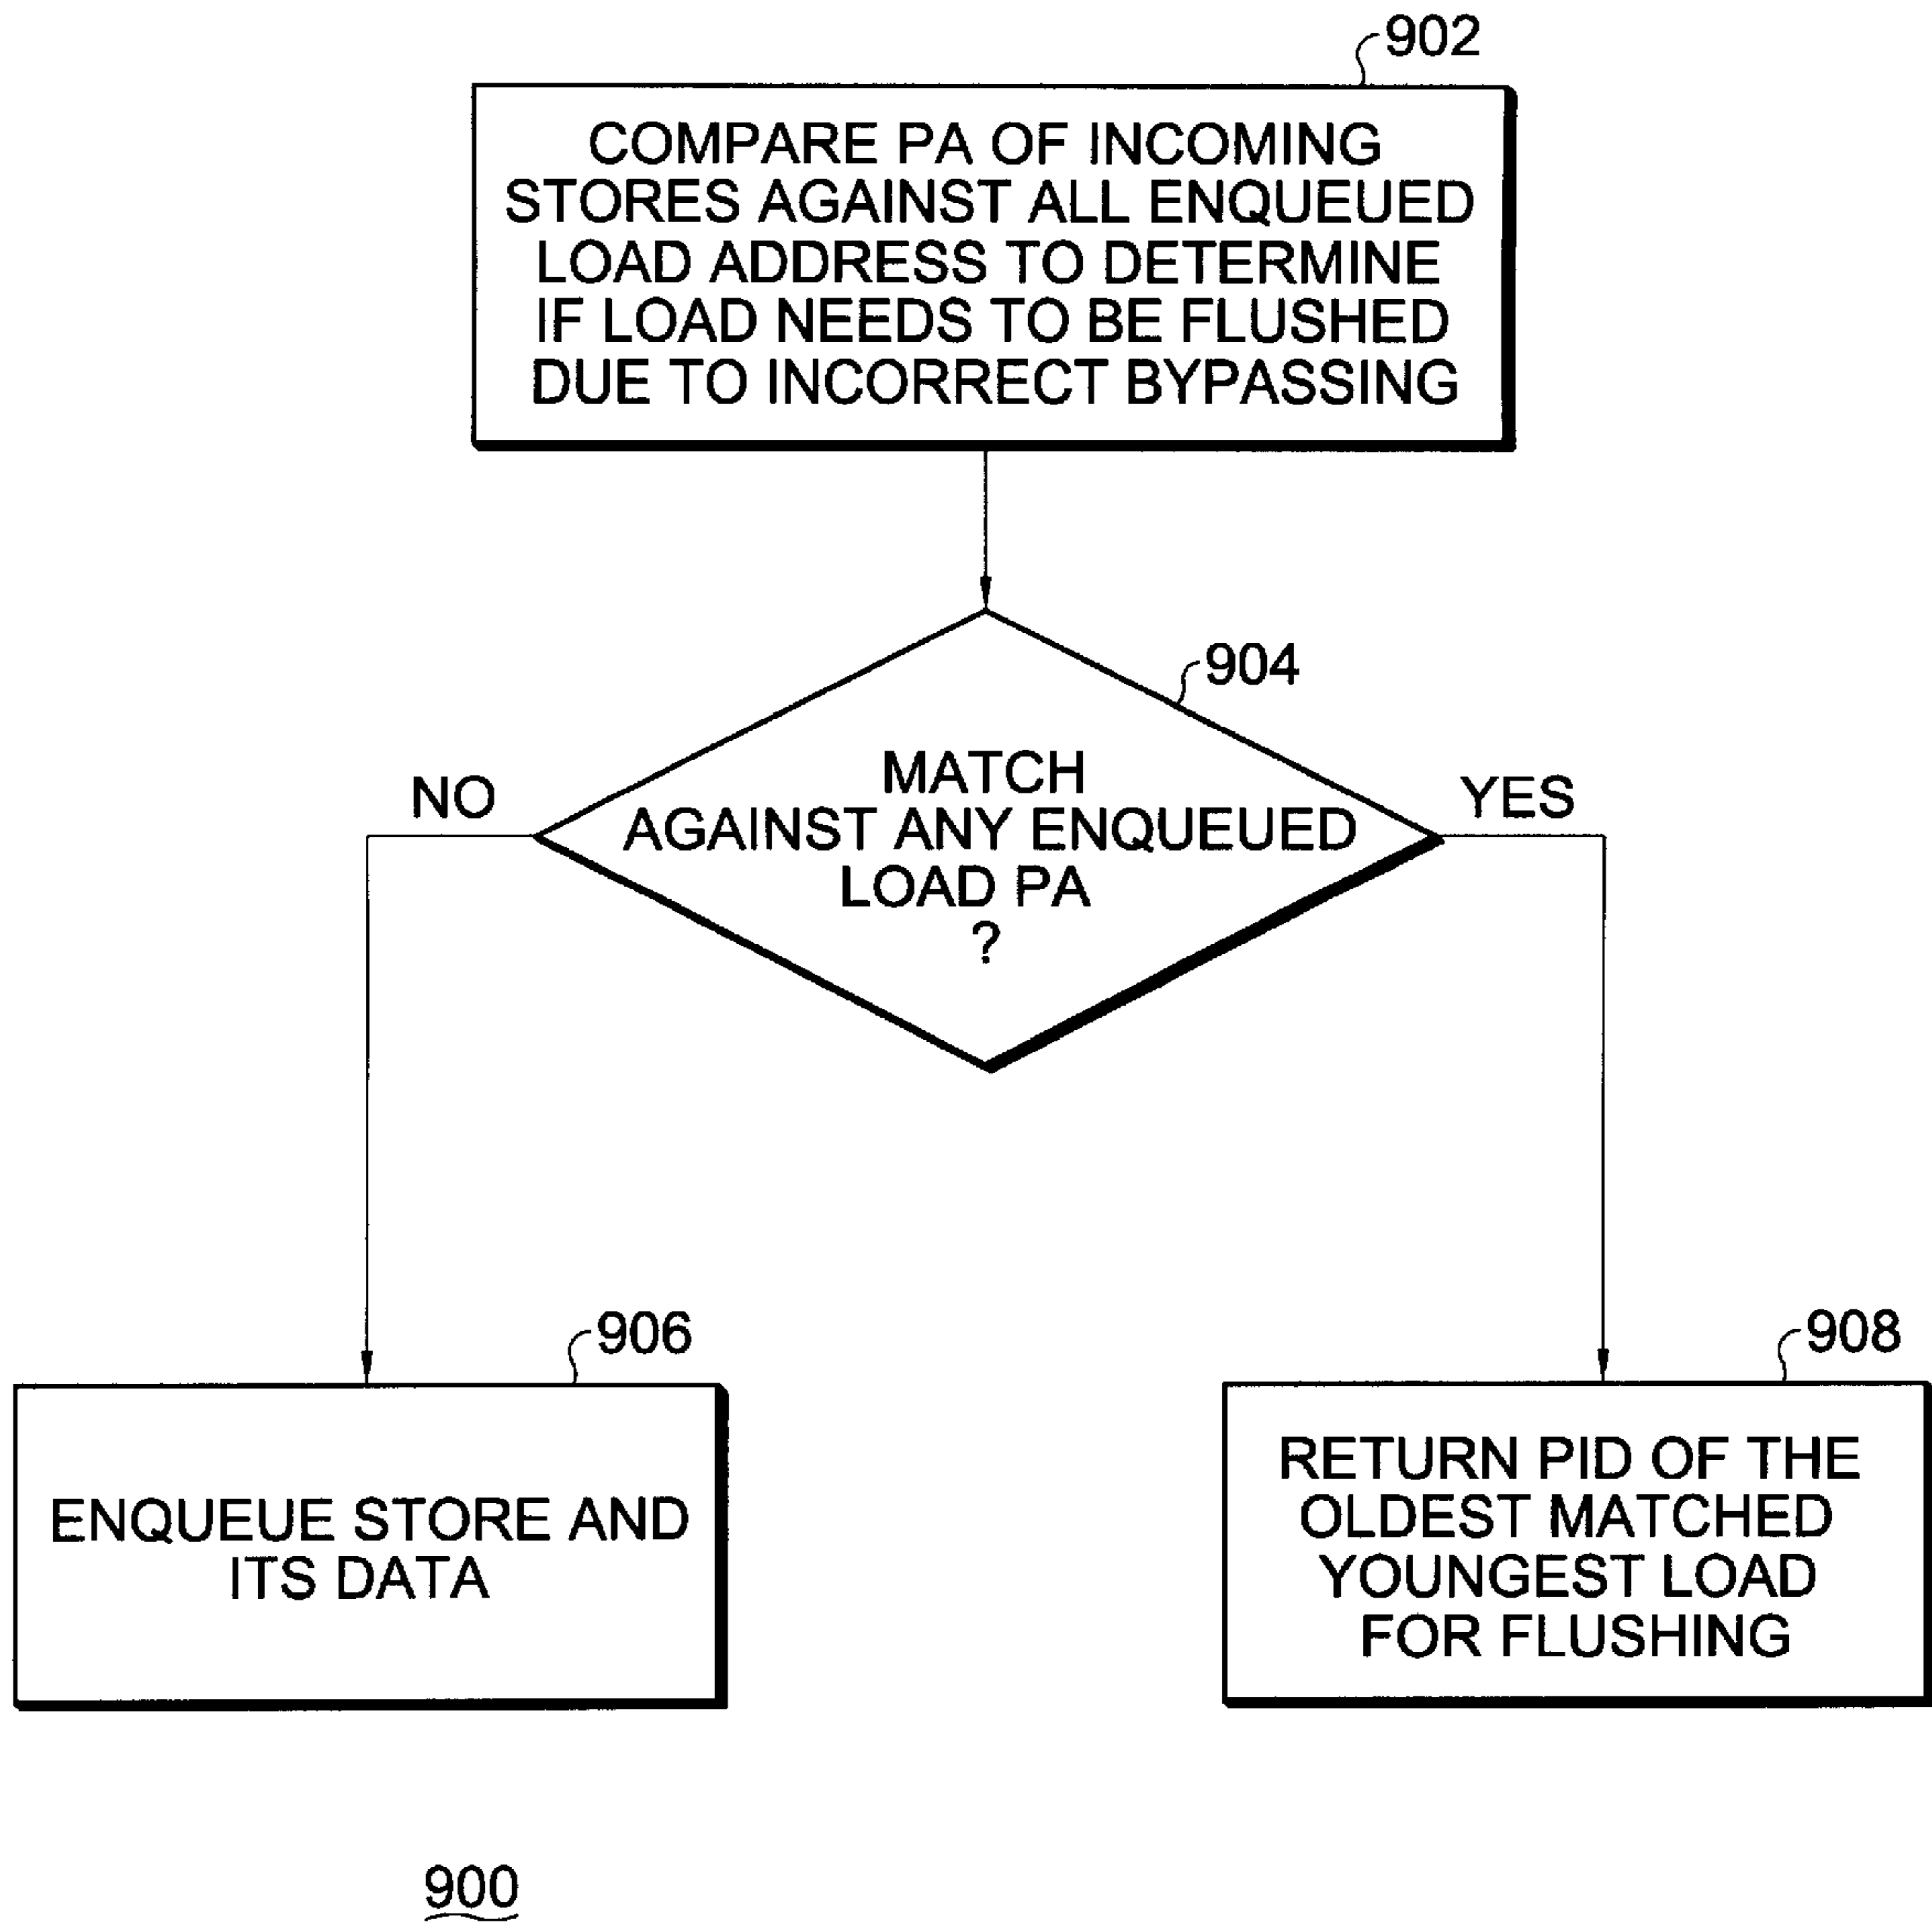 902
COMPARE PA OF INCOMING
STORES AGAINST ALL ENQUEUED
LOAD ADDRESS TO DETERMINE
IF LOAD NEEDS TO BE FLUSHED
DUE TO INCORRECT BYPASSING
904
MATCH
AGAINST ANY ENQUEUED
LOAD PA
?
NO
YES
906
ENQUEUE STORE AND
ITS DATA
908
RETURN PID OF THE
OLDEST MATCHED
YOUNGEST LOAD
FOR FLUSHING
900